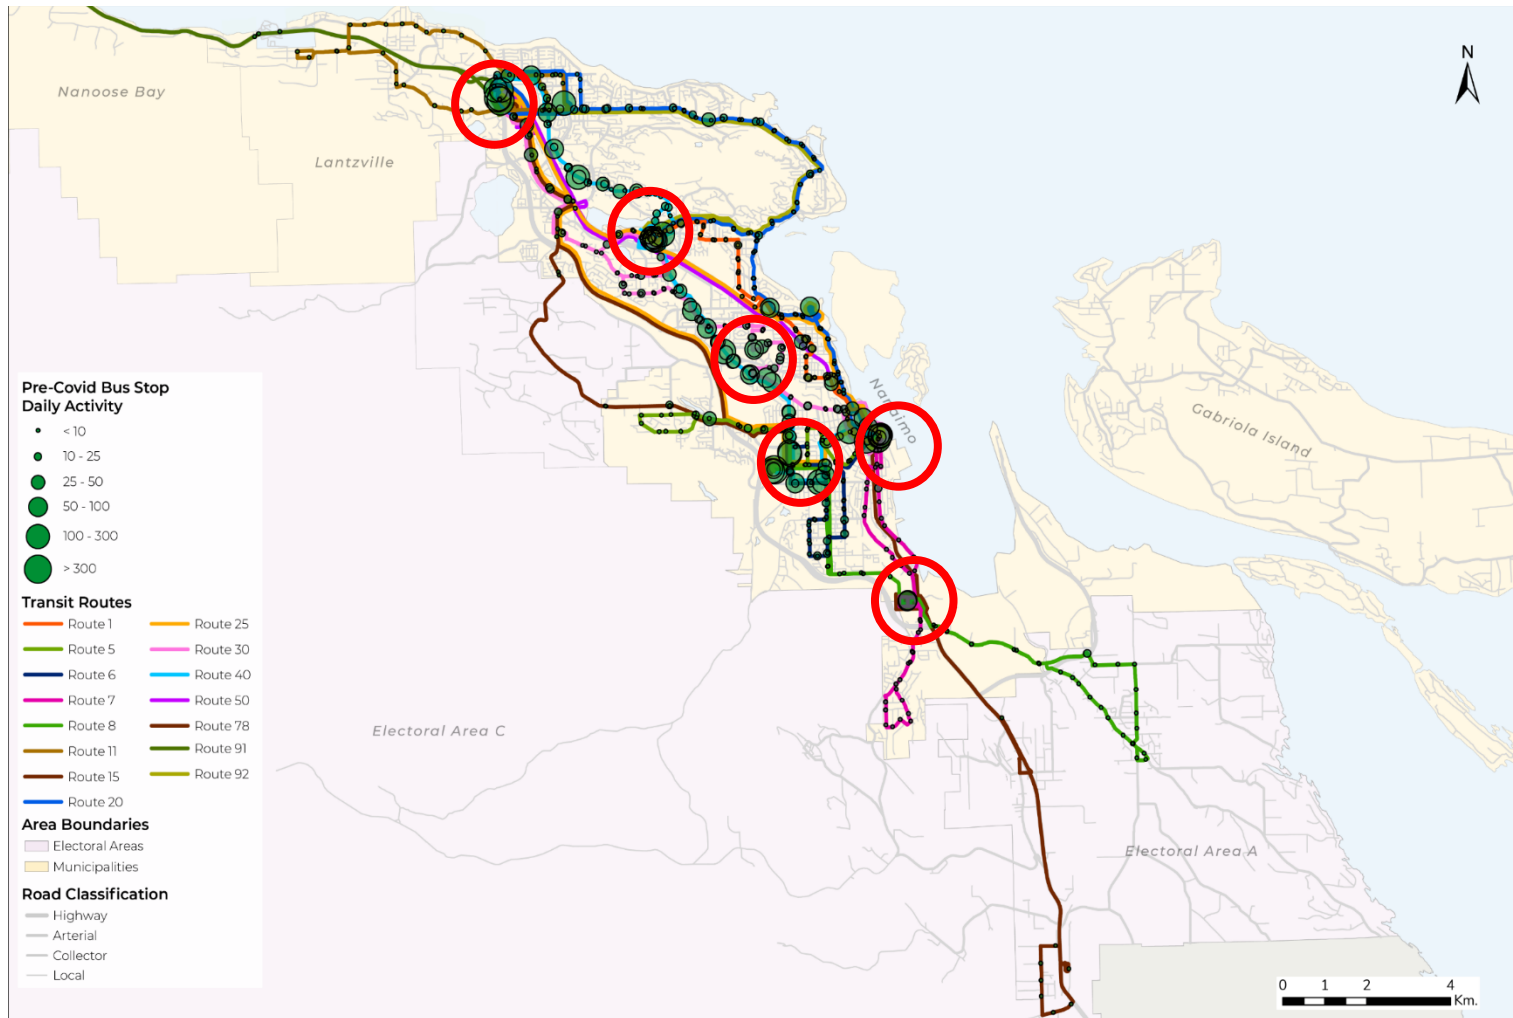 N
Nanoose Bay
Lantzville
Nanaimo
Gabriola Island
Electoral Area C
Electoral Area A
Pre-Covid Bus Stop
Daily Activity
< 10
10 - 25
25 - 50
50 - 100
100 - 300
> 300
Transit Routes
Route 1
Route 25
Route 5
Route 30
Route 6
Route 40
Route 7
Route 50
Route 8
Route 78
Route 11
Route 91
Route 15
Route 92
Route 20
Area Boundaries
Electoral Areas
Municipalities
Road Classification
Highway
Arterial
Collector
Local
0 1 2 4
Km.